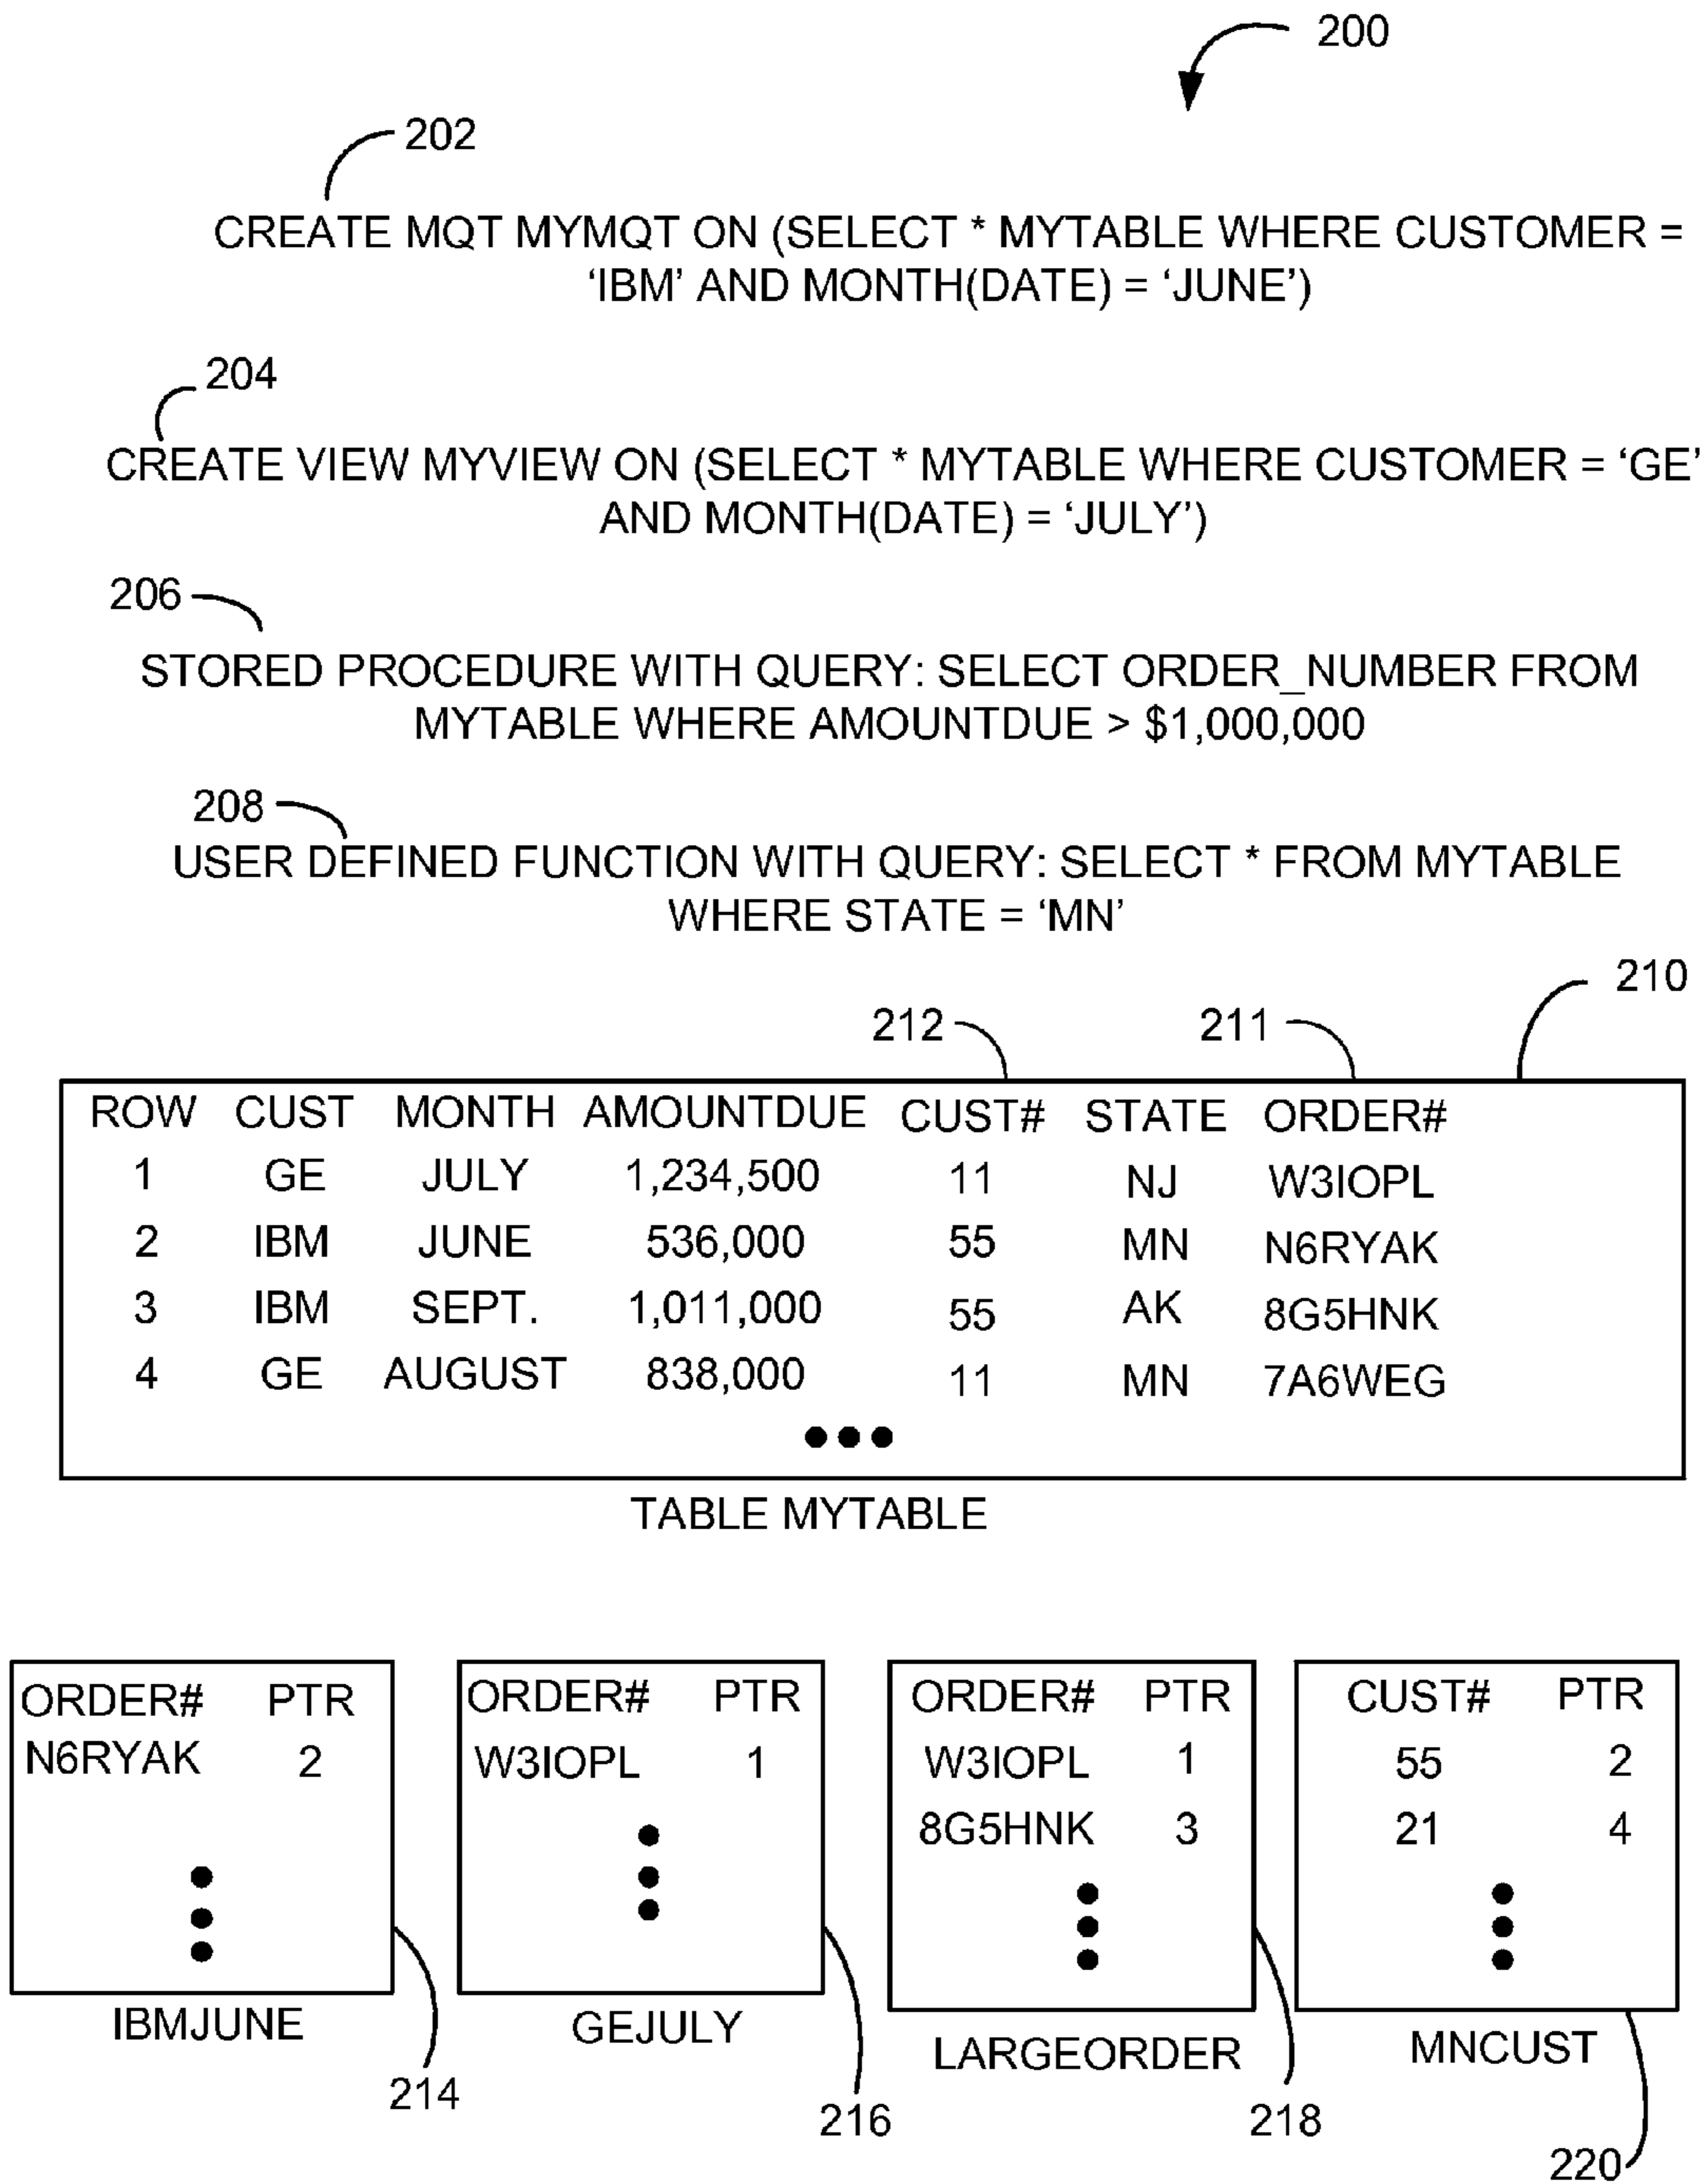 200
202
CREATE MQT MYMQT ON (SELECT * MYTABLE WHERE CUSTOMER =
‘IBM’ AND MONTH(DATE) = ‘JUNE’)
204
CREATE VIEW MYVIEW ON (SELECT * MYTABLE WHERE CUSTOMER = ‘GE’
AND MONTH(DATE) = ‘JULY’)
206
STORED PROCEDURE WITH QUERY: SELECT ORDER_NUMBER FROM
MYTABLE WHERE AMOUNTDUE > $1,000,000
208
USER DEFINED FUNCTION WITH QUERY: SELECT * FROM MYTABLE
WHERE STATE = ‘MN’
210
212 211
ROW CUST MONTH AMOUNTDUE CUST# STATE ORDER#
1 GE JULY 1,234,500 11 NJ W3IOPL
2 IBM JUNE 536,000 55 MN N6RYAK
3 IBM SEPT. 1,011,000 55 AK 8G5HNK
4 GE AUGUST 838,000 11 MN 7A6WEG
TABLE MYTABLE
ORDER# PTR ORDER# PTR ORDER# PTR CUST# PTR
N6RYAK 2 W3IOPL 1 W3IOPL 1 55 2
8G5HNK 3 21 4
IBMJUNE GEJULY LARGEORDER MNCUST
214 216 218 220